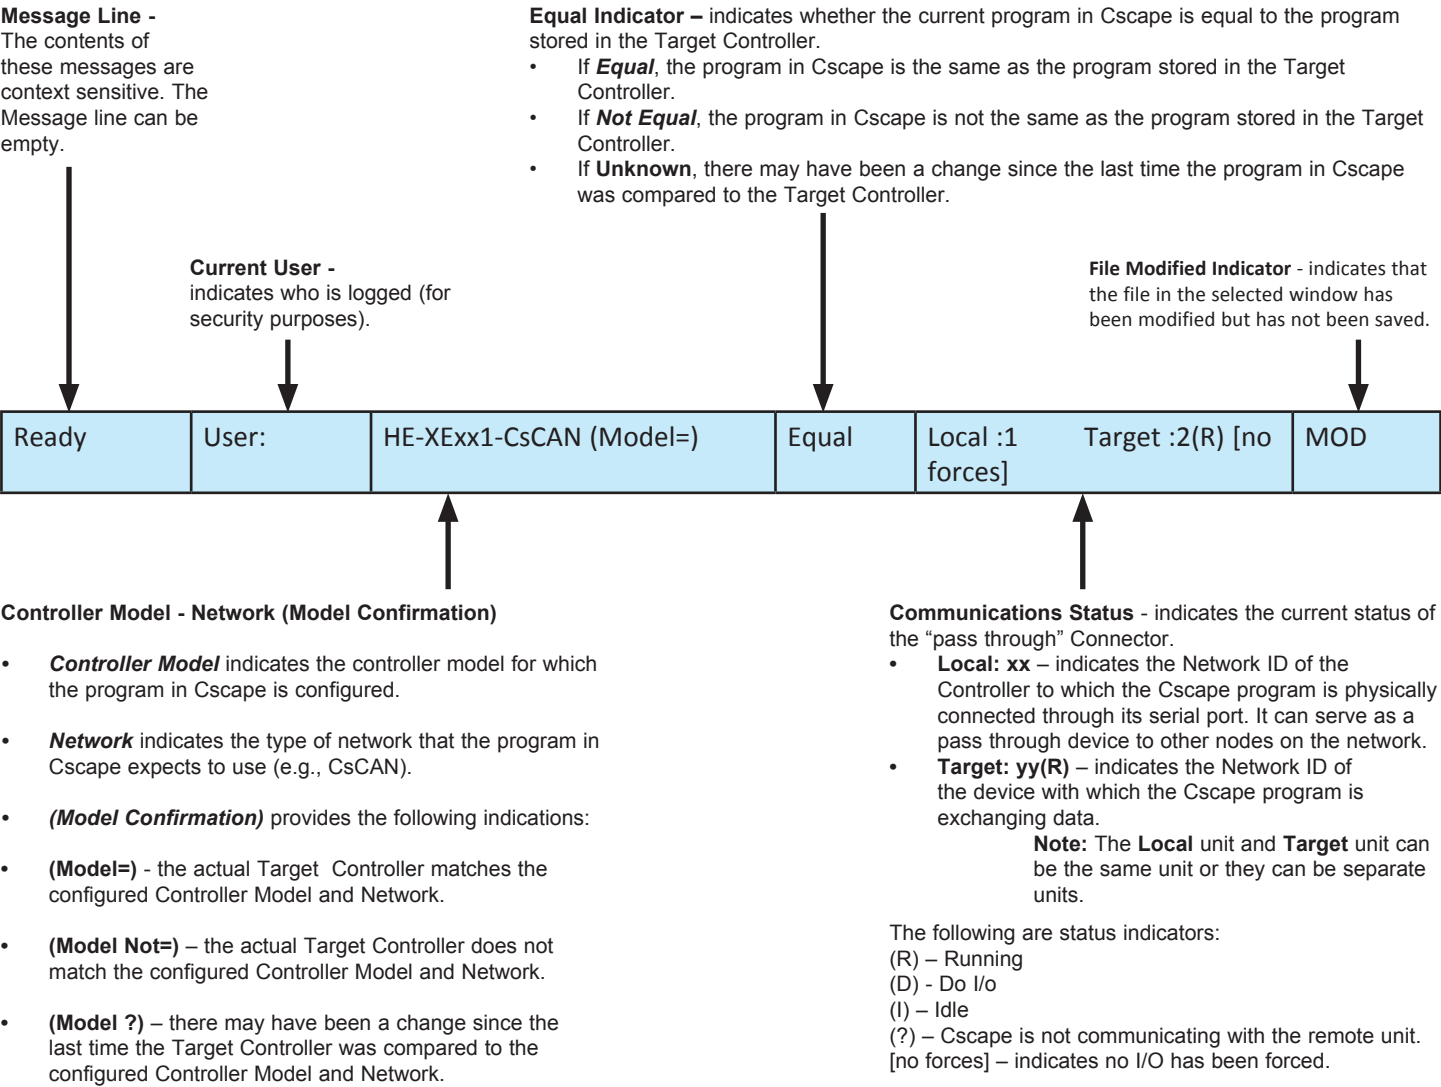 Message Line -
The contents of
these messages are
context sensitive. The
Message line can be
empty.
Equal Indicator – indicates whether the current program in Cscape is equal to the program
stored in the Target Controller.
• If Equal, the program in Cscape is the same as the program stored in the Target
Controller.
• If Not Equal, the program in Cscape is not the same as the program stored in the Target
Controller.
• If Unknown, there may have been a change since the last time the program in Cscape
was compared to the Target Controller.
Current User -
indicates who is logged (for
security purposes).
File Modified Indicator - indicates that
the file in the selected window has
been modified but has not been saved.
Ready
User:
HE-XExx1-CsCAN (Model=)
Equal
Local :1 Target :2(R) [no
forces]
MOD
Controller Model - Network (Model Confirmation)
• Controller Model indicates the controller model for which
the program in Cscape is configured.
• Network indicates the type of network that the program in
Cscape expects to use (e.g., CsCAN).
• (Model Confirmation) provides the following indications:
• (Model=) - the actual Target Controller matches the
configured Controller Model and Network.
• (Model Not=) – the actual Target Controller does not
match the configured Controller Model and Network.
• (Model ?) – there may have been a change since the
last time the Target Controller was compared to the
configured Controller Model and Network.
Communications Status - indicates the current status of
the “pass through” Connector.
• Local: xx – indicates the Network ID of the
Controller to which the Cscape program is physically
connected through its serial port. It can serve as a
pass through device to other nodes on the network.
• Target: yy(R) – indicates the Network ID of
the device with which the Cscape program is
exchanging data.
Note: The Local unit and Target unit can
be the same unit or they can be separate
units.
The following are status indicators:
(R) – Running
(D) - Do I/o
(I) – Idle
(?) – Cscape is not communicating with the remote unit.
[no forces] – indicates no I/O has been forced.